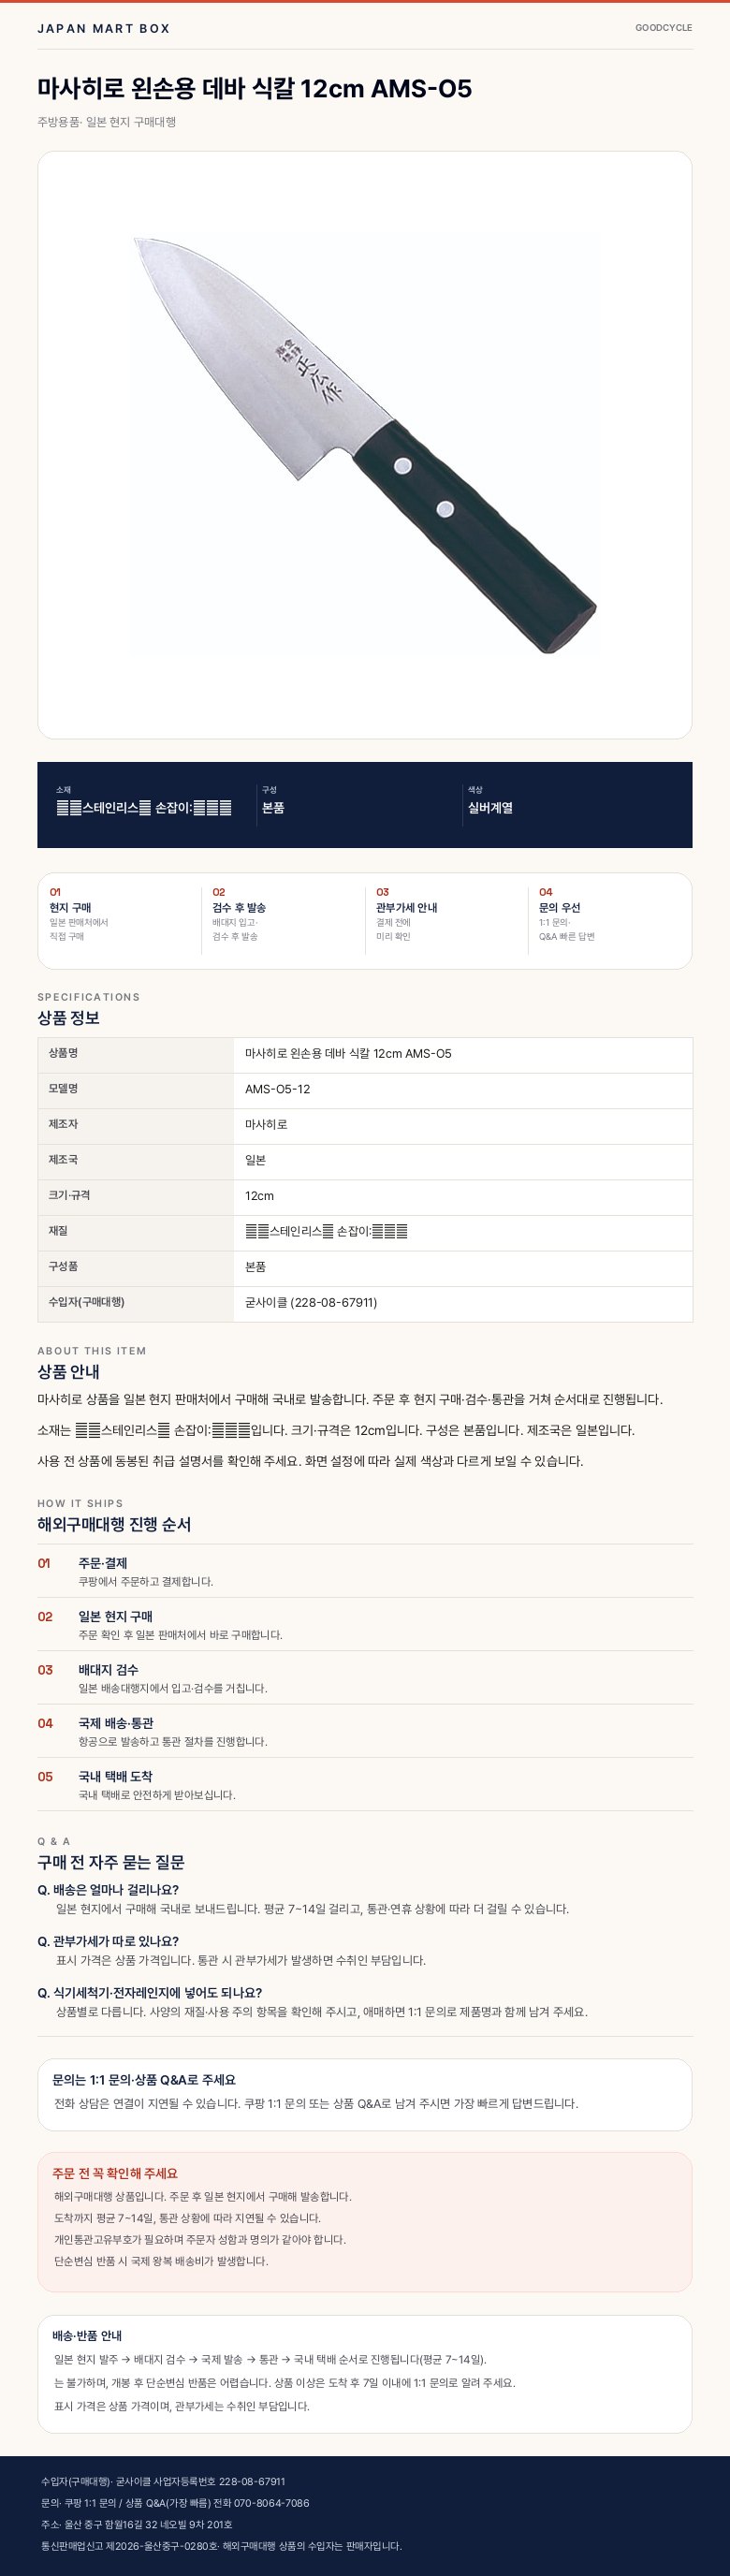 JAPAN MART BOX
GOODCYCLE
마사히로 왼손용 데바 식칼 12cm AMS-O5
주방용품· 일본 현지 구매대행
正広作
소재
스테인리스 손잡이:
구성
본품
색상
실버계열
01
현지 구매
일본 판매처에서
직접 구매
02
검수 후 발송
배대지 입고·
검수 후 발송
03
관부가세 안내
결제 전에
미리 확인
04
문의 우선
1:1 문의·
Q&A 빠른 답변
SPECIFICATIONS
상품 정보
상품명 마사히로 왼손용 데바 식칼 12cm AMS-O5
모델명 AMS-O5-12
제조자 마사히로
제조국 일본
크기·규격 12cm
재질 스테인리스 손잡이:
구성품 본품
수입자(구매대행) 굳사이클 (228-08-67911)
ABOUT THIS ITEM
상품 안내
마사히로 상품을 일본 현지 판매처에서 구매해 국내로 발송합니다. 주문 후 현지 구매·검수·통관을 거쳐 순서대로 진행됩니다.
소재는 스테인리스 손잡이:입니다. 크기·규격은 12cm입니다. 구성은 본품입니다. 제조국은 일본입니다.
사용 전 상품에 동봉된 취급 설명서를 확인해 주세요. 화면 설정에 따라 실제 색상과 다르게 보일 수 있습니다.
HOW IT SHIPS
해외구매대행 진행 순서
01 주문·결제
쿠팡에서 주문하고 결제합니다.
02 일본 현지 구매
주문 확인 후 일본 판매처에서 바로 구매합니다.
03 배대지 검수
일본 배송대행지에서 입고·검수를 거칩니다.
04 국제 배송·통관
항공으로 발송하고 통관 절차를 진행합니다.
05 국내 택배 도착
국내 택배로 안전하게 받아보십니다.
Q & A
구매 전 자주 묻는 질문
Q. 배송은 얼마나 걸리나요?
일본 현지에서 구매해 국내로 보내드립니다. 평균 7~14일 걸리고, 통관·연휴 상황에 따라 더 걸릴 수 있습니다.
Q. 관부가세가 따로 있나요?
표시 가격은 상품 가격입니다. 통관 시 관부가세가 발생하면 수취인 부담입니다.
Q. 식기세척기·전자레인지에 넣어도 되나요?
상품별로 다릅니다. 사양의 재질·사용 주의 항목을 확인해 주시고, 애매하면 1:1 문의로 제품명과 함께 남겨 주세요.
문의는 1:1 문의·상품 Q&A로 주세요
전화 상담은 연결이 지연될 수 있습니다. 쿠팡 1:1 문의 또는 상품 Q&A로 남겨 주시면 가장 빠르게 답변드립니다.
주문 전 꼭 확인해 주세요
해외구매대행 상품입니다. 주문 후 일본 현지에서 구매해 발송합니다.
도착까지 평균 7~14일, 통관 상황에 따라 지연될 수 있습니다.
개인통관고유부호가 필요하며 주문자 성함과 명의가 같아야 합니다.
단순변심 반품 시 국제 왕복 배송비가 발생합니다.
배송·반품 안내
일본 현지 발주 → 배대지 검수 → 국제 발송 → 통관 → 국내 택배 순서로 진행됩니다(평균 7~14일).
는 불가하며, 개봉 후 단순변심 반품은 어렵습니다. 상품 이상은 도착 후 7일 이내에 1:1 문의로 알려 주세요.
표시 가격은 상품 가격이며, 관부가세는 수취인 부담입니다.
수입자(구매대행)· 굳사이클 사업자등록번호 228-08-67911
문의· 쿠팡 1:1 문의 / 상품 Q&A(가장 빠름) 전화 070-8064-7086
주소· 울산 중구 함월16길 32 네오빌 9차 201호
통신판매업신고 제2026-울산중구-0280호· 해외구매대행 상품의 수입자는 판매자입니다.